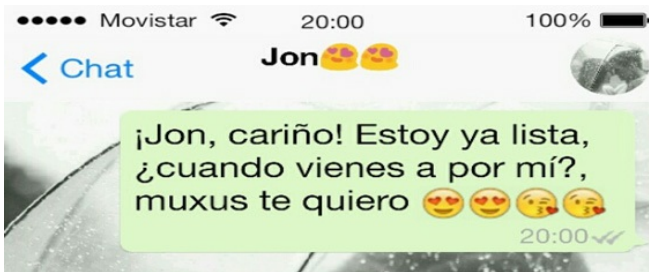 Movistar 20:00 100%
Chat Jon😍😍
¡Jon, cariño! Estoy ya lista,
¿cuando vienes a por mí?,
muxus te quiero 😍😍😘😘
20:00